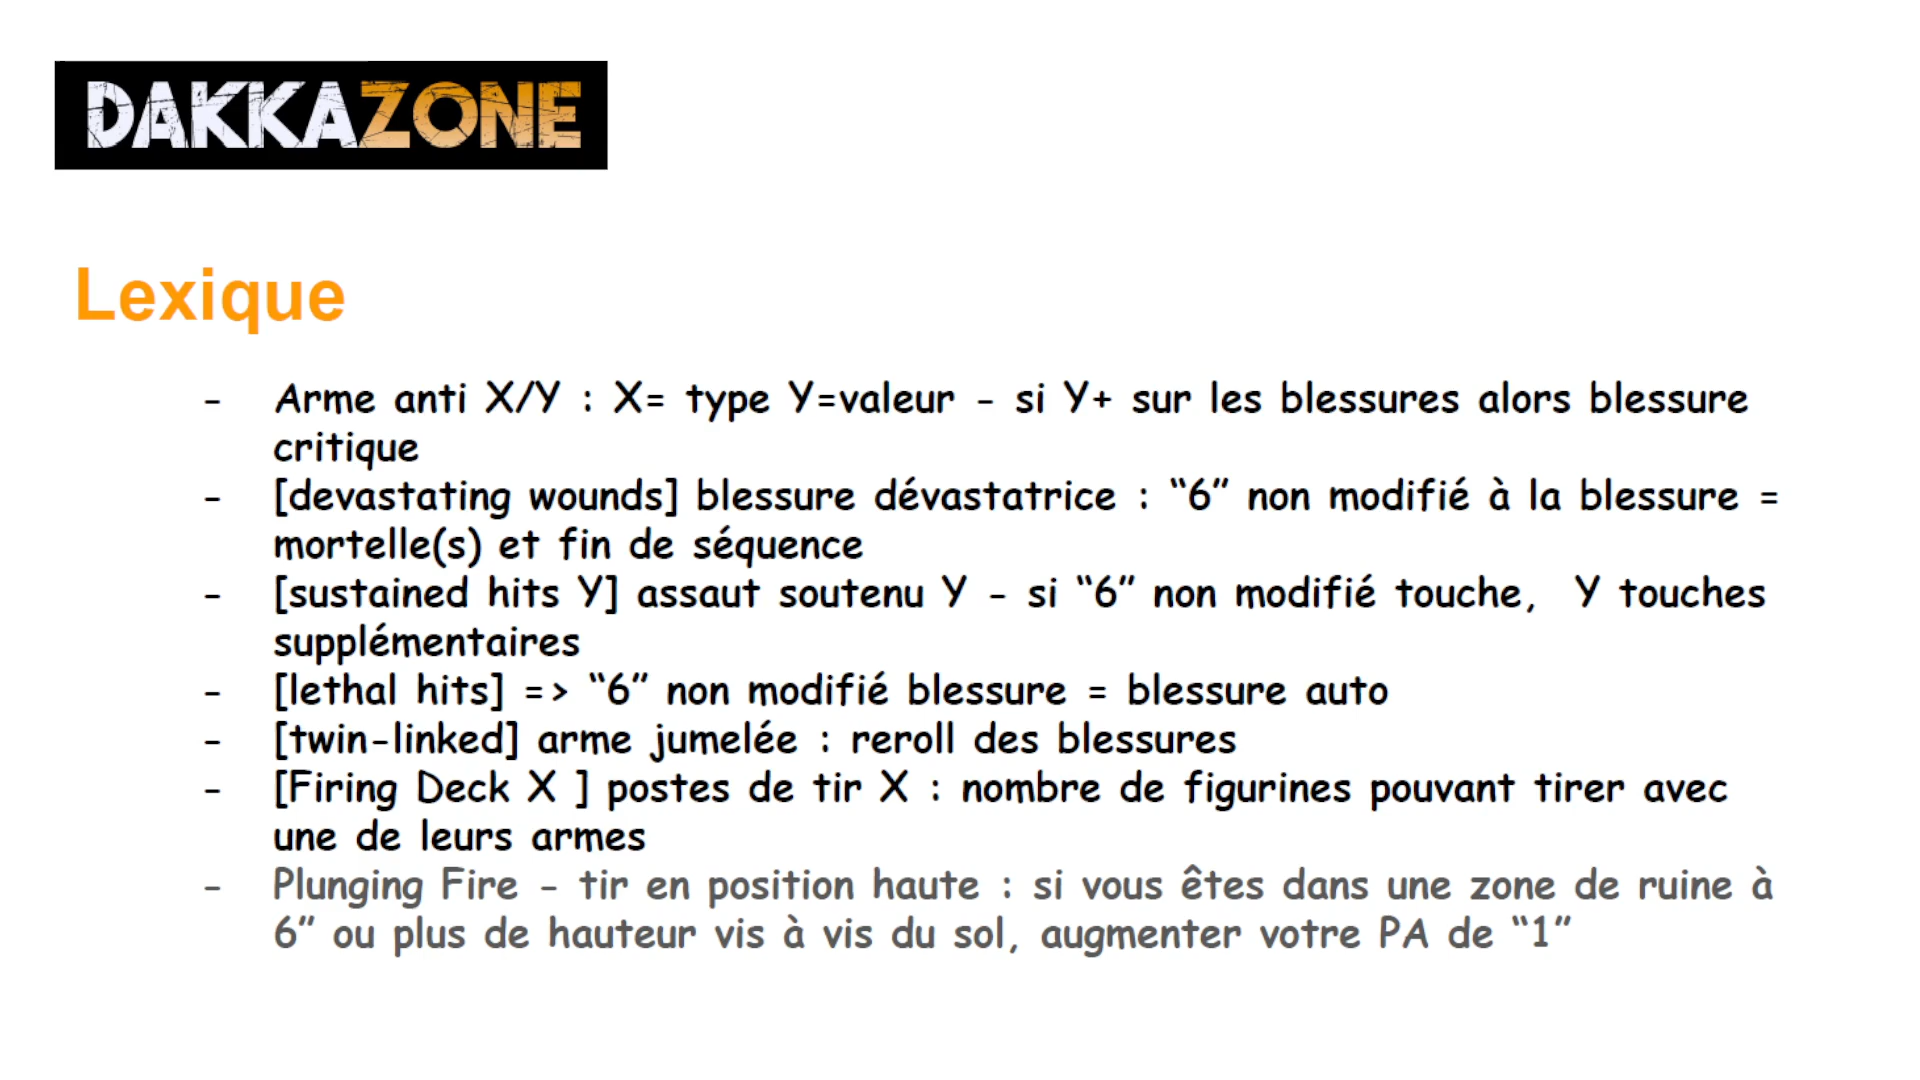 DAKKAZONE
Lexique
- Arme anti X/Y : X= type Y=valeur - si Y+ sur les blessures alors blessure
critique
- [devastating wounds] blessure dévastatrice : “6” non modifié à la blessure =
mortelle(s) et fin de séquence
- [sustained hits Y] assaut soutenu Y - si “6” non modifié touche, Y touches
supplémentaires
- [lethal hits] => “6” non modifié blessure = blessure auto
- [twin-linked] arme jumelée : reroll des blessures
- [Firing Deck X ] postes de tir X : nombre de figurines pouvant tirer avec
une de leurs armes
- Plunging Fire - tir en position haute : si vous êtes dans une zone de ruine à
6” ou plus de hauteur vis à vis du sol, augmenter votre PA de “1”